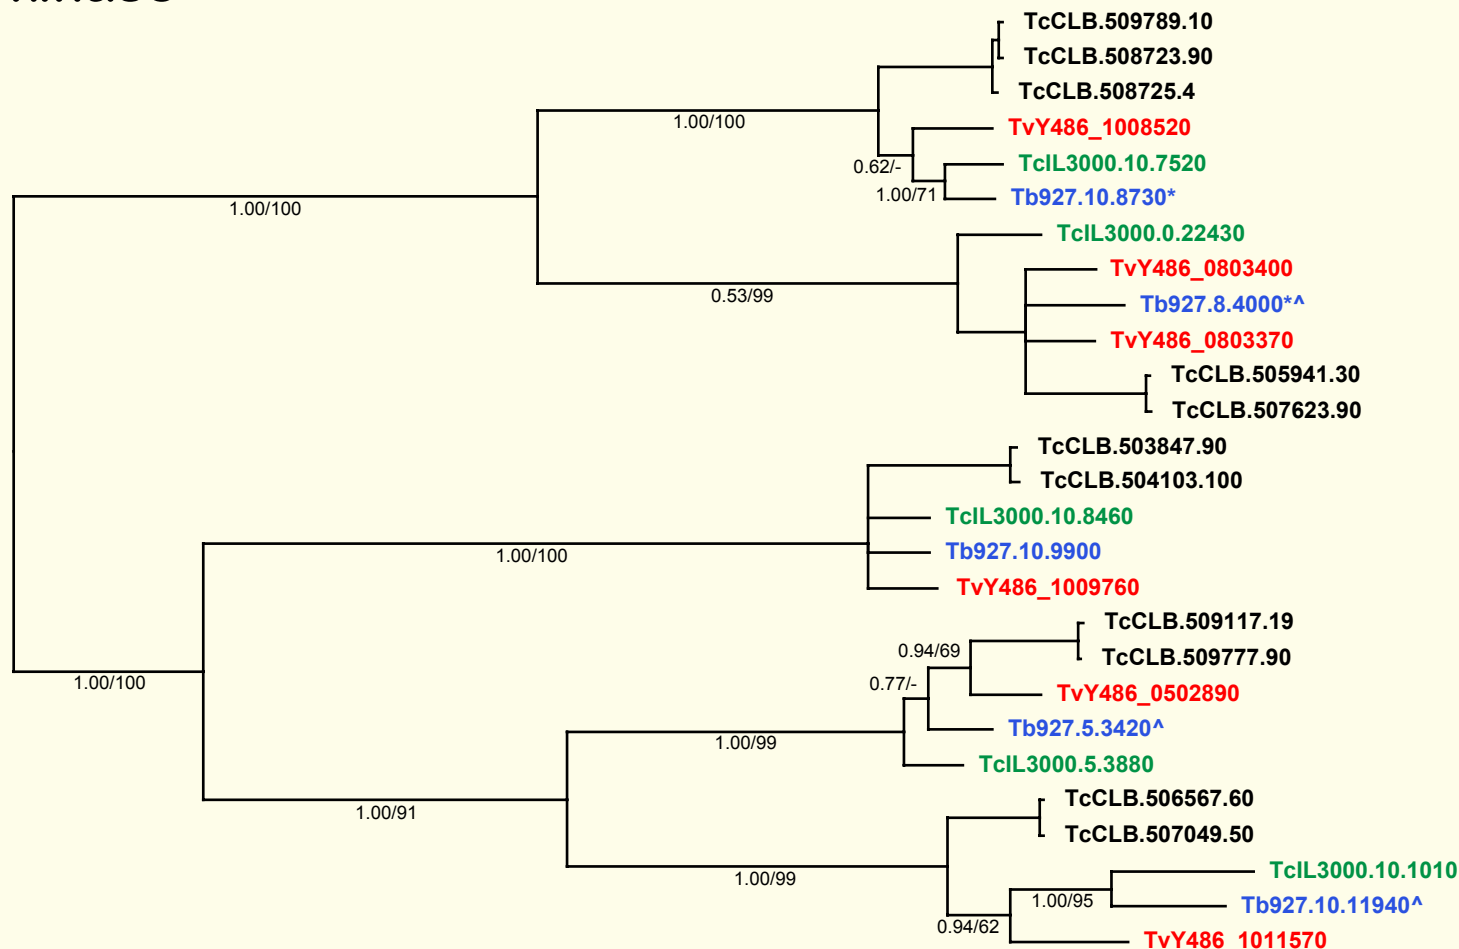 TcCLB.509789.10
TcCLB.508723.90
TcCLB.508725.4
1.00/100
TvY486_1008520
0.62/-
TcIL3000.10.7520
1.00/71
Tb927.10.8730*
1.00/100
TcIL3000.0.22430
TvY486_0803400
0.53/99
Tb927.8.4000*^
TvY486_0803370
TcCLB.505941.30
TcCLB.507623.90
TcCLB.503847.90
TcCLB.504103.100
TcIL3000.10.8460
1.00/100
Tb927.10.9900
TvY486_1009760
TcCLB.509117.19
0.94/69
TcCLB.509777.90
1.00/100
0.77/-
TvY486_0502890
Tb927.5.3420^
1.00/99
TcIL3000.5.3880
TcCLB.506567.60
1.00/91
TcCLB.507049.50
TcIL3000.10.1010
1.00/99
1.00/95
Tb927.10.11940^
0.94/62
TvY486_1011570